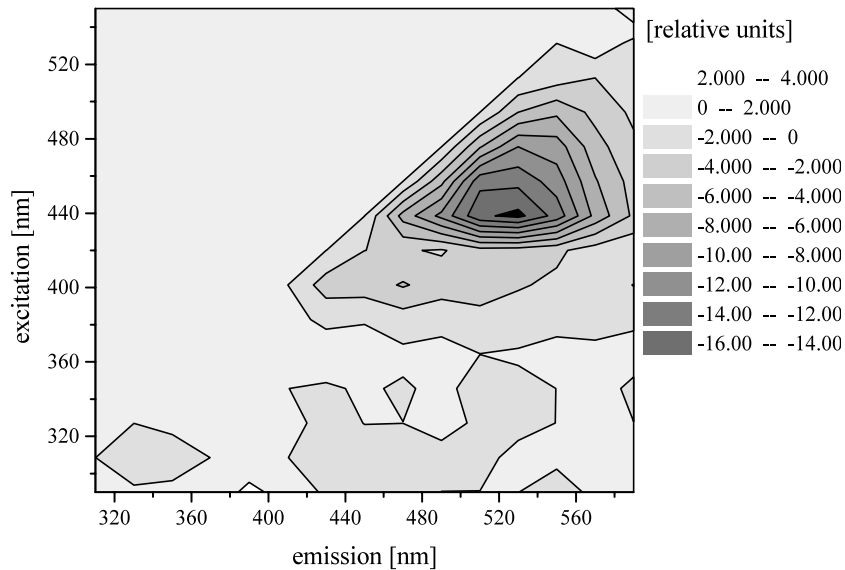 [relative units]
2.000 -- 4.000
0 -- 2.000
-2.000 -- 0
-4.000 -- -2.000
-6.000 -- -4.000
-8.000 -- -6.000
-10.00 -- -8.000
-12.00 -- -10.00
-14.00 -- -12.00
-16.00 -- -14.00
excitation [nm]
520
480
440
400
360
320
320 360 400 440 480 520 560
emission [nm]